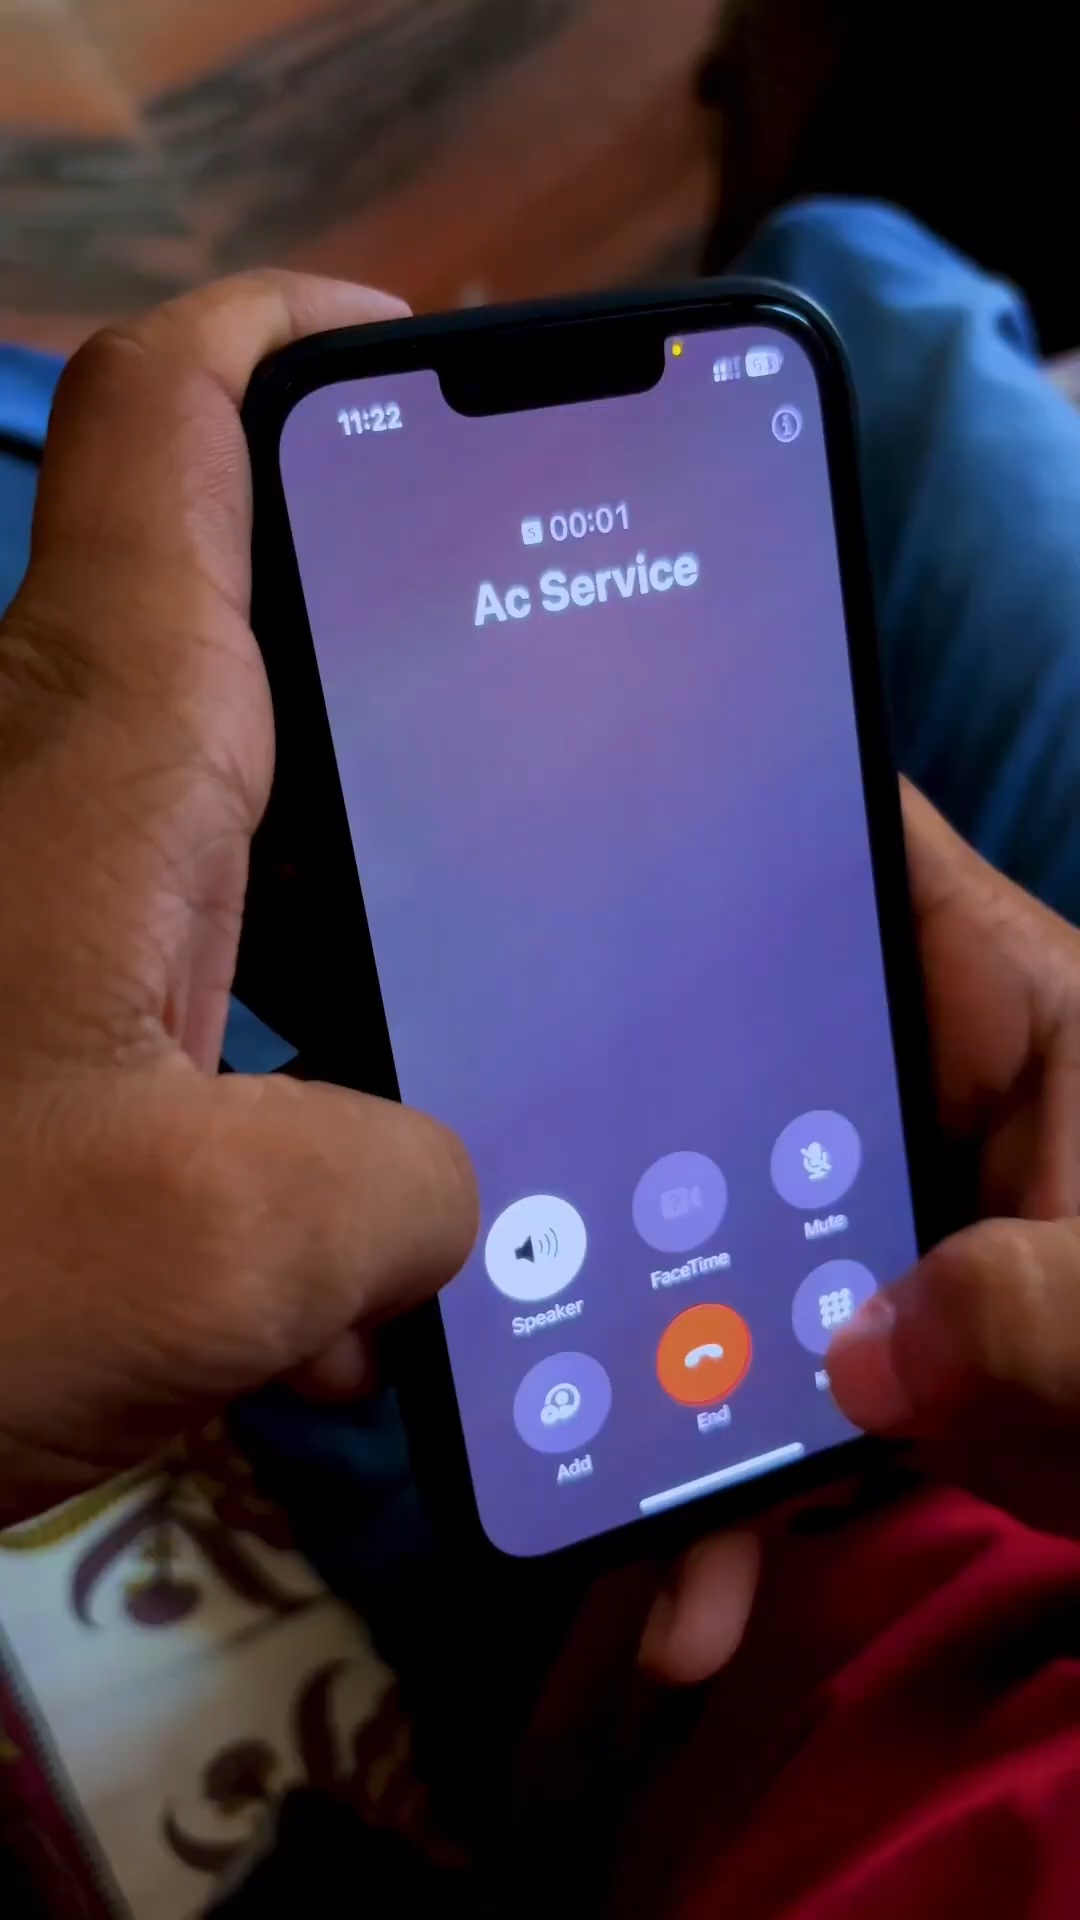 11:22
S 00:01
Ac Service
Speaker
FaceTime
Mute
Add
End